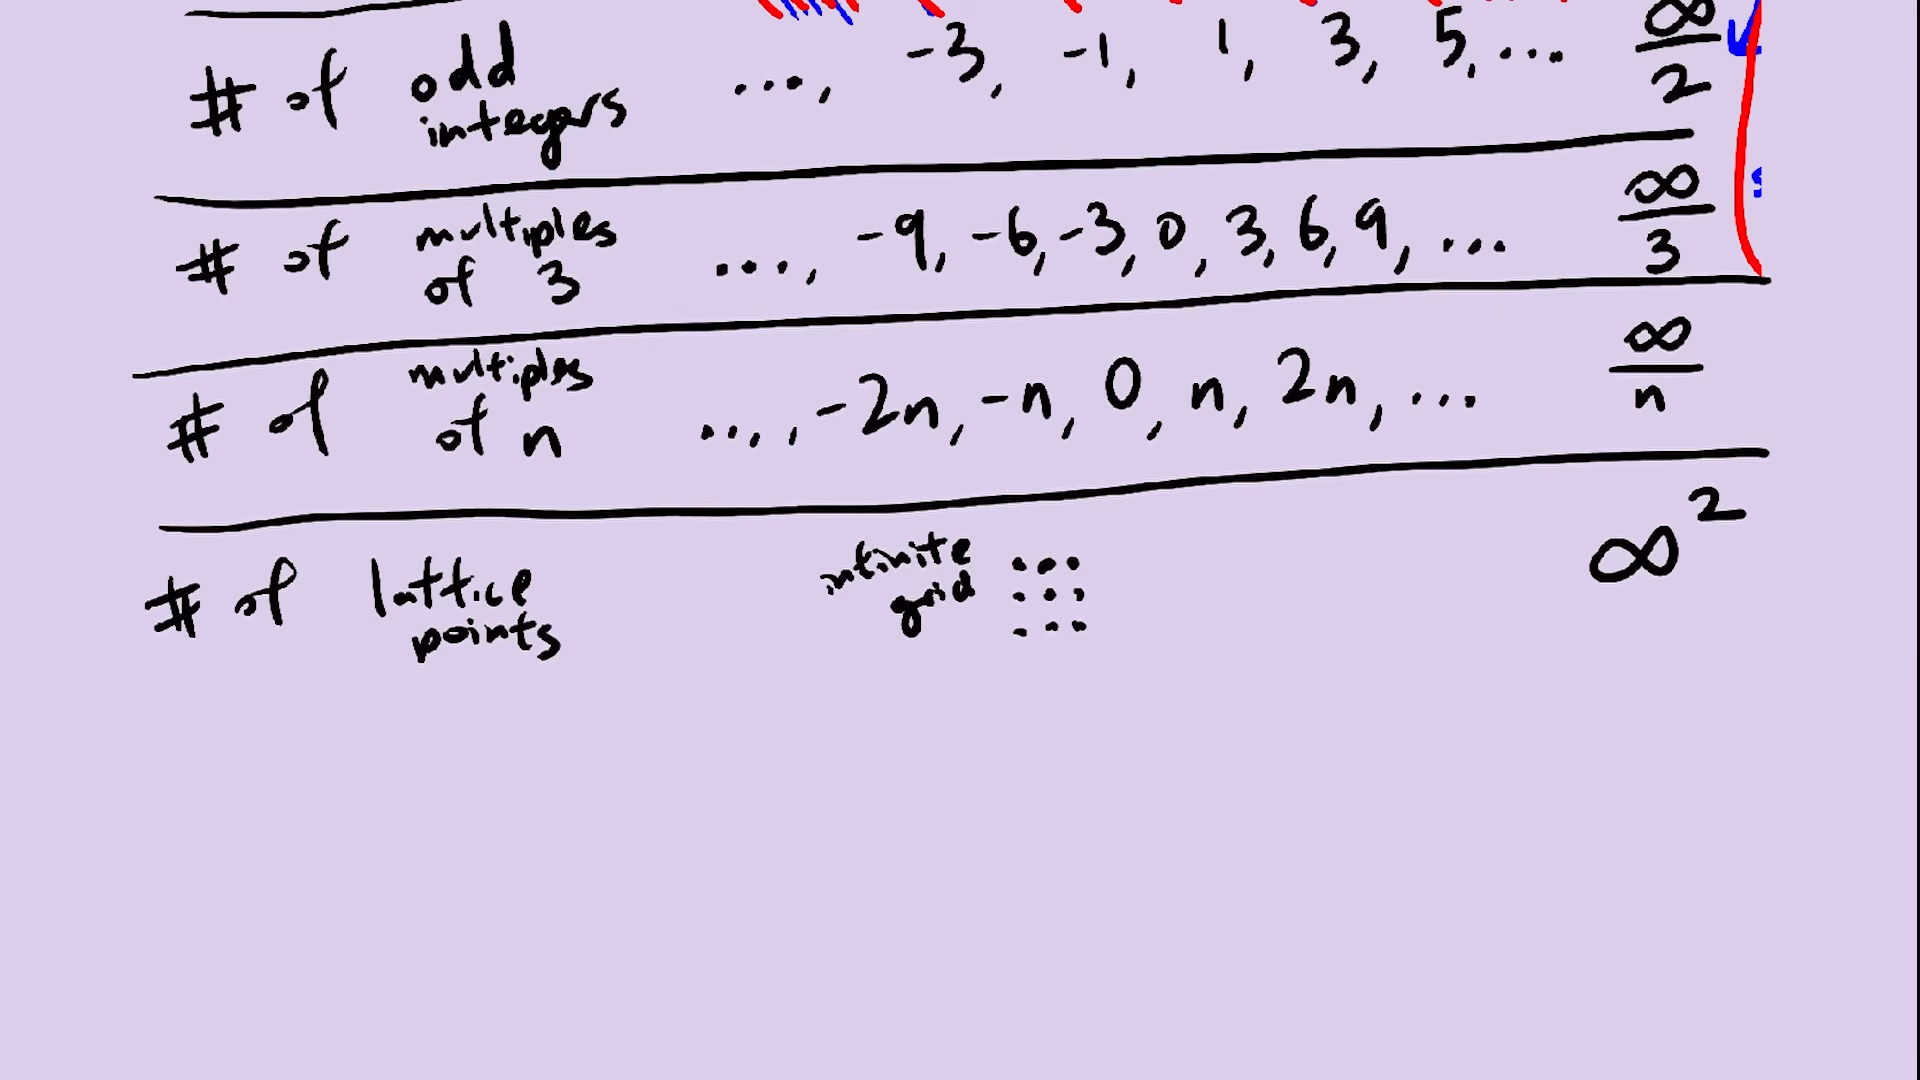 # of odd integers ..., -3, -1, 1, 3, 5, ... ∞/2
# of multiples of 3 ..., -9, -6, -3, 0, 3, 6, 9, ... ∞/3
# of multiples of n ..., -2n, -n, 0, n, 2n, ... ∞/n
# of lattice points infinite grid ∞²